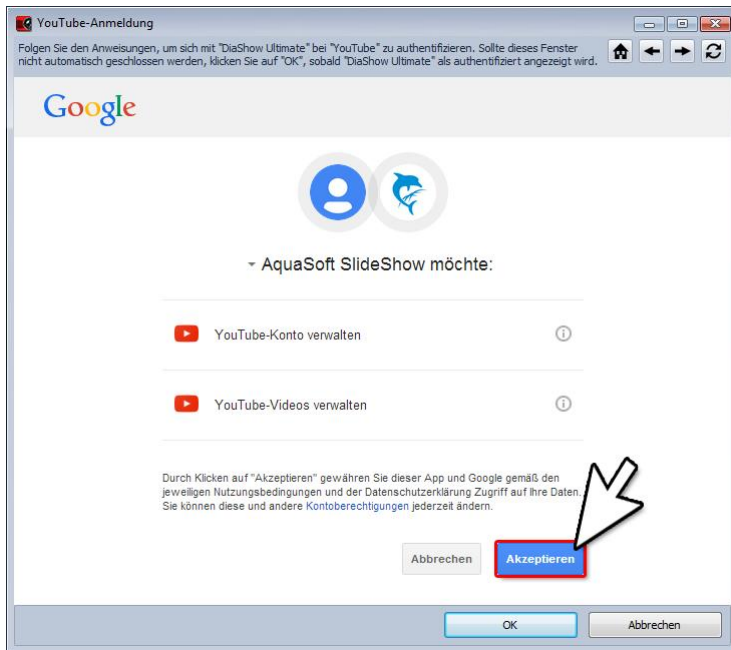 YouTube-Anmeldung
Folgen Sie den Anweisungen, um sich mit "DiaShow Ultimate" bei "YouTube" zu authentifizieren. Sollte dieses Fenster
nicht automatisch geschlossen werden, klicken Sie auf "OK", sobald "DiaShow Ultimate" als authentifiziert angezeigt wird.
Google
AquaSoft SlideShow möchte:
YouTube-Konto verwalten
YouTube-Videos verwalten
Durch Klicken auf "Akzeptieren" gewähren Sie dieser App und Google gemäß den
jeweiligen Nutzungsbedingungen und der Datenschutzerklärung Zugriff auf Ihre Daten.
Sie können diese und andere Kontoberechtigungen jederzeit ändern.
Abbrechen Akzeptieren
OK Abbrechen